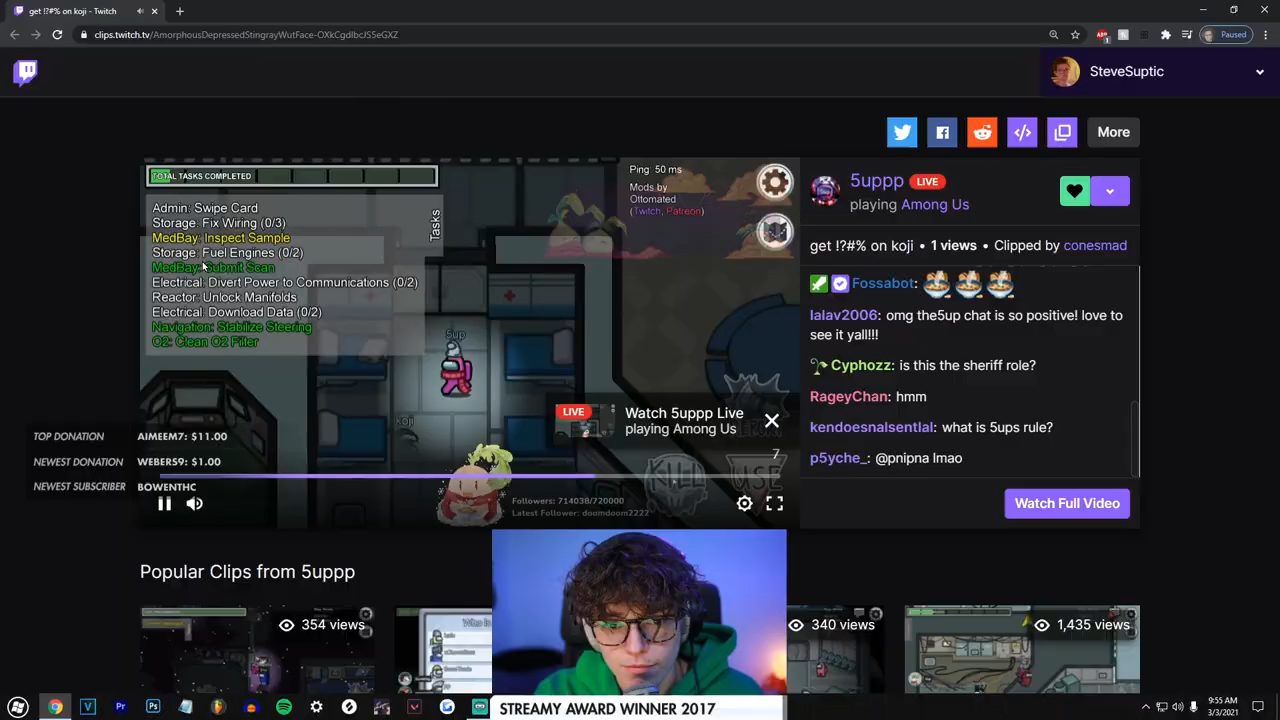 get !?#% on koji - Twitch
clips.twitch.tv/AmorphousDepressedStingrayWutFace-OXkCgdIbcJS5eGXZ
Paused
SteveSuptic
More
TOTAL TASKS COMPLETED
Admin: Swipe Card
Storage: Fix Wiring (0/3)
MedBay: Inspect Sample
Storage: Fuel Engines (0/2)
MedBay: Submit Scan
Electrical: Divert Power to Communications (0/2)
Reactor: Unlock Manifolds
Electrical: Download Data (0/2)
Navigation: Stabilize Steering
O2: Clean O2 Filter
Tasks
Ping: 50 ms
Mods by
Ottomated
(Twitch, Patreon)
5up
koji
REPORT
KILL
USE
7
LIVE
Watch 5uppp Live
playing Among Us
TOP DONATION AIMEEM7: $11.00
NEWEST DONATION WEBERS9: $1.00
NEWEST SUBSCRIBER BOWENTHC
Followers: 714038/720000
Latest Follower: doomdoom2222
5uppp LIVE
playing Among Us
get !?#% on koji • 1 views • Clipped by conesmad
Fossabot:
lalav2006: omg the5up chat is so positive! love to
see it yall!!!
Cyphozz: is this the sheriff role?
RageyChan: hmm
kendoesnalsentlal: what is 5ups rule?
p5yche_: @pnipna lmao
Watch Full Video
Popular Clips from 5uppp
354 views
340 views
1,435 views
STREAMY AWARD WINNER 2017
9:55 AM
3/3/2021